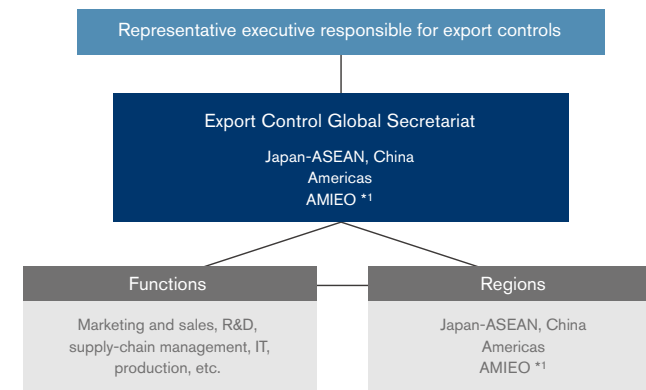 Representative executive responsible for export controls
Export Control Global Secretariat
Japan-ASEAN, China
Americas
AMIEO *1
Functions
Marketing and sales, R&D,
supply-chain management, IT,
production, etc.
Regions
Japan-ASEAN, China
Americas
AMIEO *1